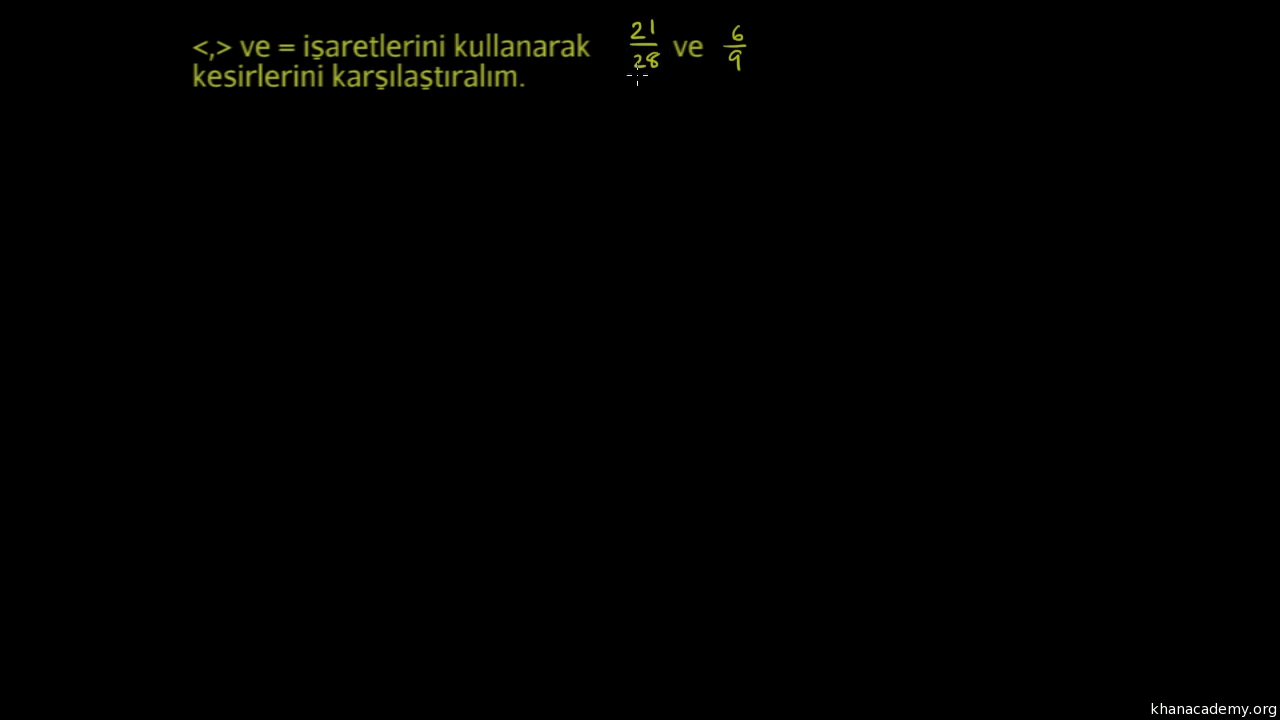 <,> ve = işaretlerini kullanarak 21/28 ve 6/9
kesirlerini karşılaştıralım.
khanacademy.org